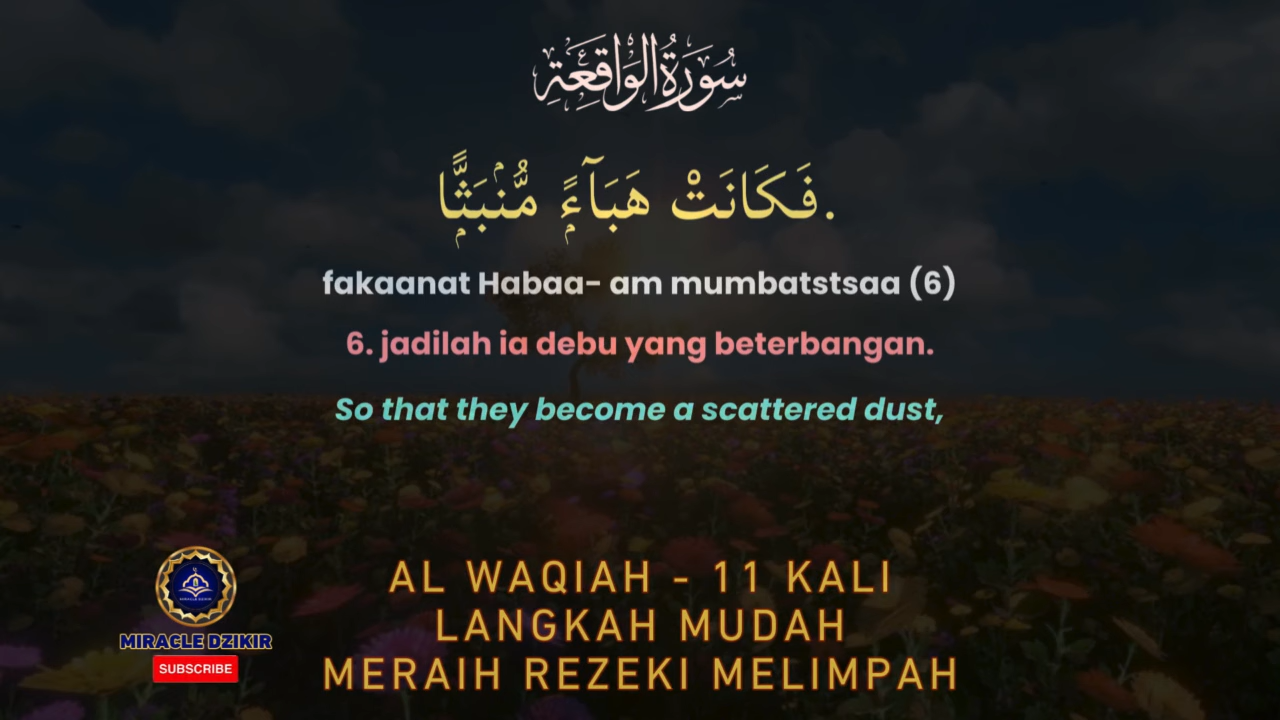 سُورَةُ الوَاقِعَةِ
.فَكَانَتْ هَبَآءً مُّنۢبَثًّا
fakaanat Habaa- am mumbatstsaa (6)
6. jadilah ia debu yang beterbangan.
So that they become a scattered dust,
AL WAQIAH - 11 KALI
LANGKAH MUDAH
MERAIH REZEKI MELIMPAH
MIRACLE DZIKIR
SUBSCRIBE